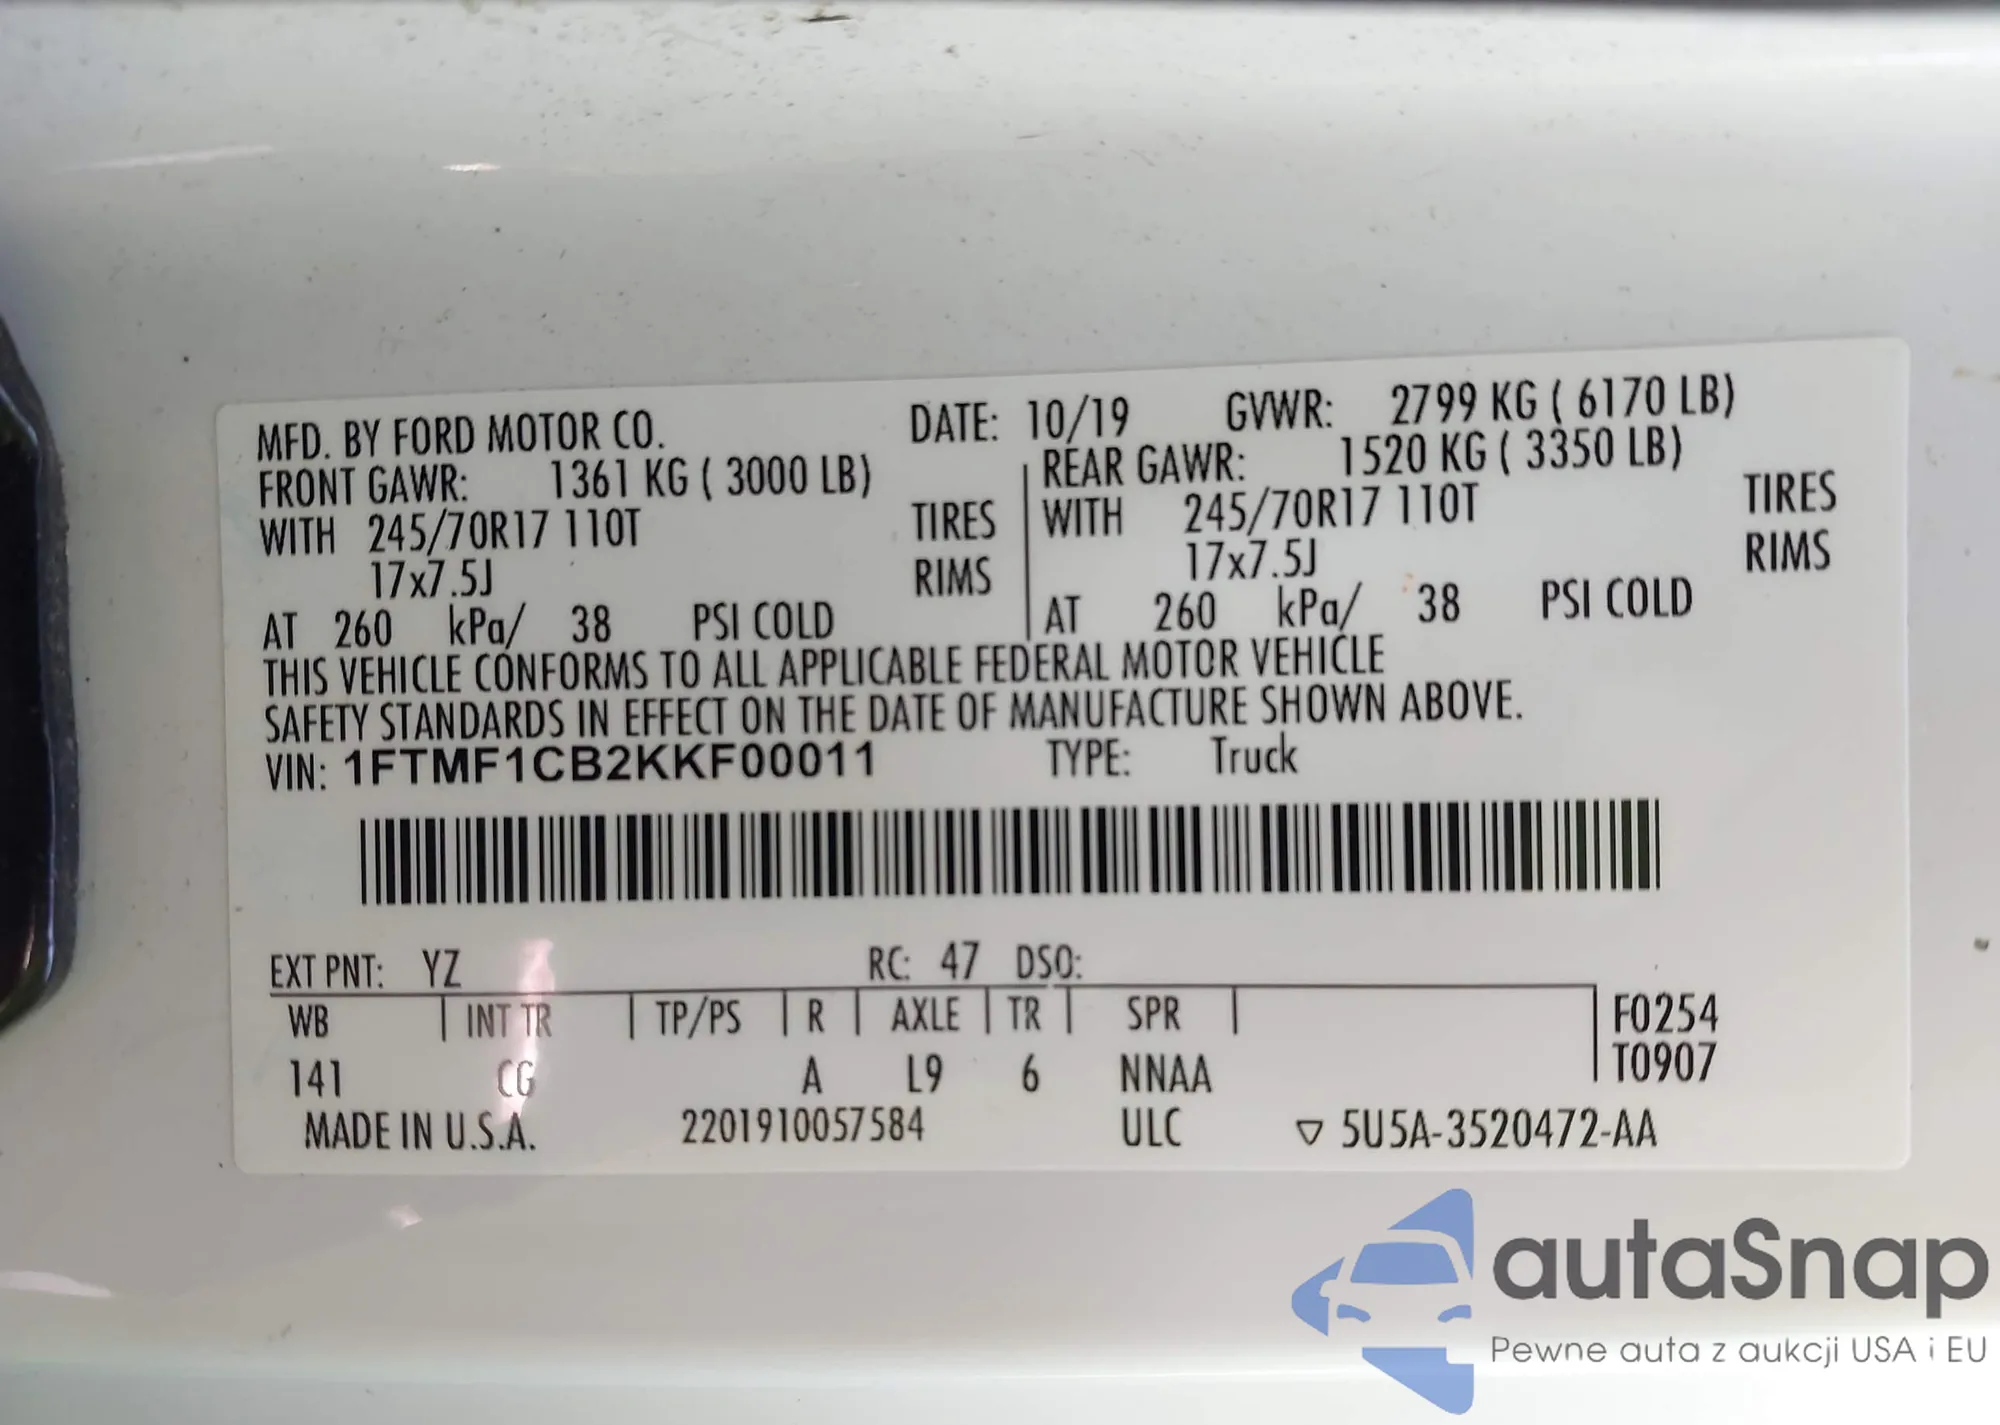 MFD. BY FORD MOTOR CO. DATE: 10/19 GVWR: 2799 KG ( 6170 LB)
FRONT GAWR: 1361 KG ( 3000 LB) REAR GAWR: 1520 KG ( 3350 LB)
WITH 245/70R17 110T TIRES WITH 245/70R17 110T TIRES
17x7.5J RIMS 17x7.5J RIMS
AT 260 kPa/ 38 PSI COLD AT 260 kPa/ 38 PSI COLD
THIS VEHICLE CONFORMS TO ALL APPLICABLE FEDERAL MOTOR VEHICLE
SAFETY STANDARDS IN EFFECT ON THE DATE OF MANUFACTURE SHOWN ABOVE.
VIN: 1FTMF1CB2KKF00011 TYPE: Truck
EXT PNT: YZ RC: 47 DSO:
WB INT TR TP/PS R AXLE TR SPR F0254
141 CG A L9 6 NNAA T0907
MADE IN U.S.A. 2201910057584 ULC ▽ 5U5A-3520472-AA
autaSnap
Pewne auta z aukcji USA i EU